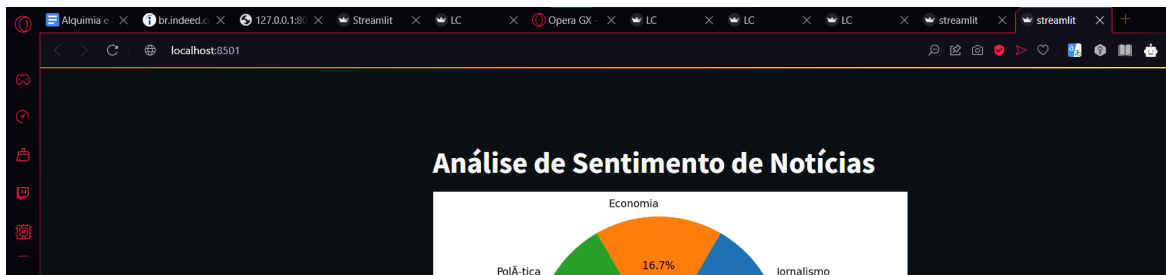 Alquimia e br.indeed.c 127.0.0.1:80 Streamlit LC Opera GX - LC LC LC streamlit streamlit
localhost:8501
Análise de Sentimento de Notícias
Economia
16.7%
PolÃ-tica Jornalismo